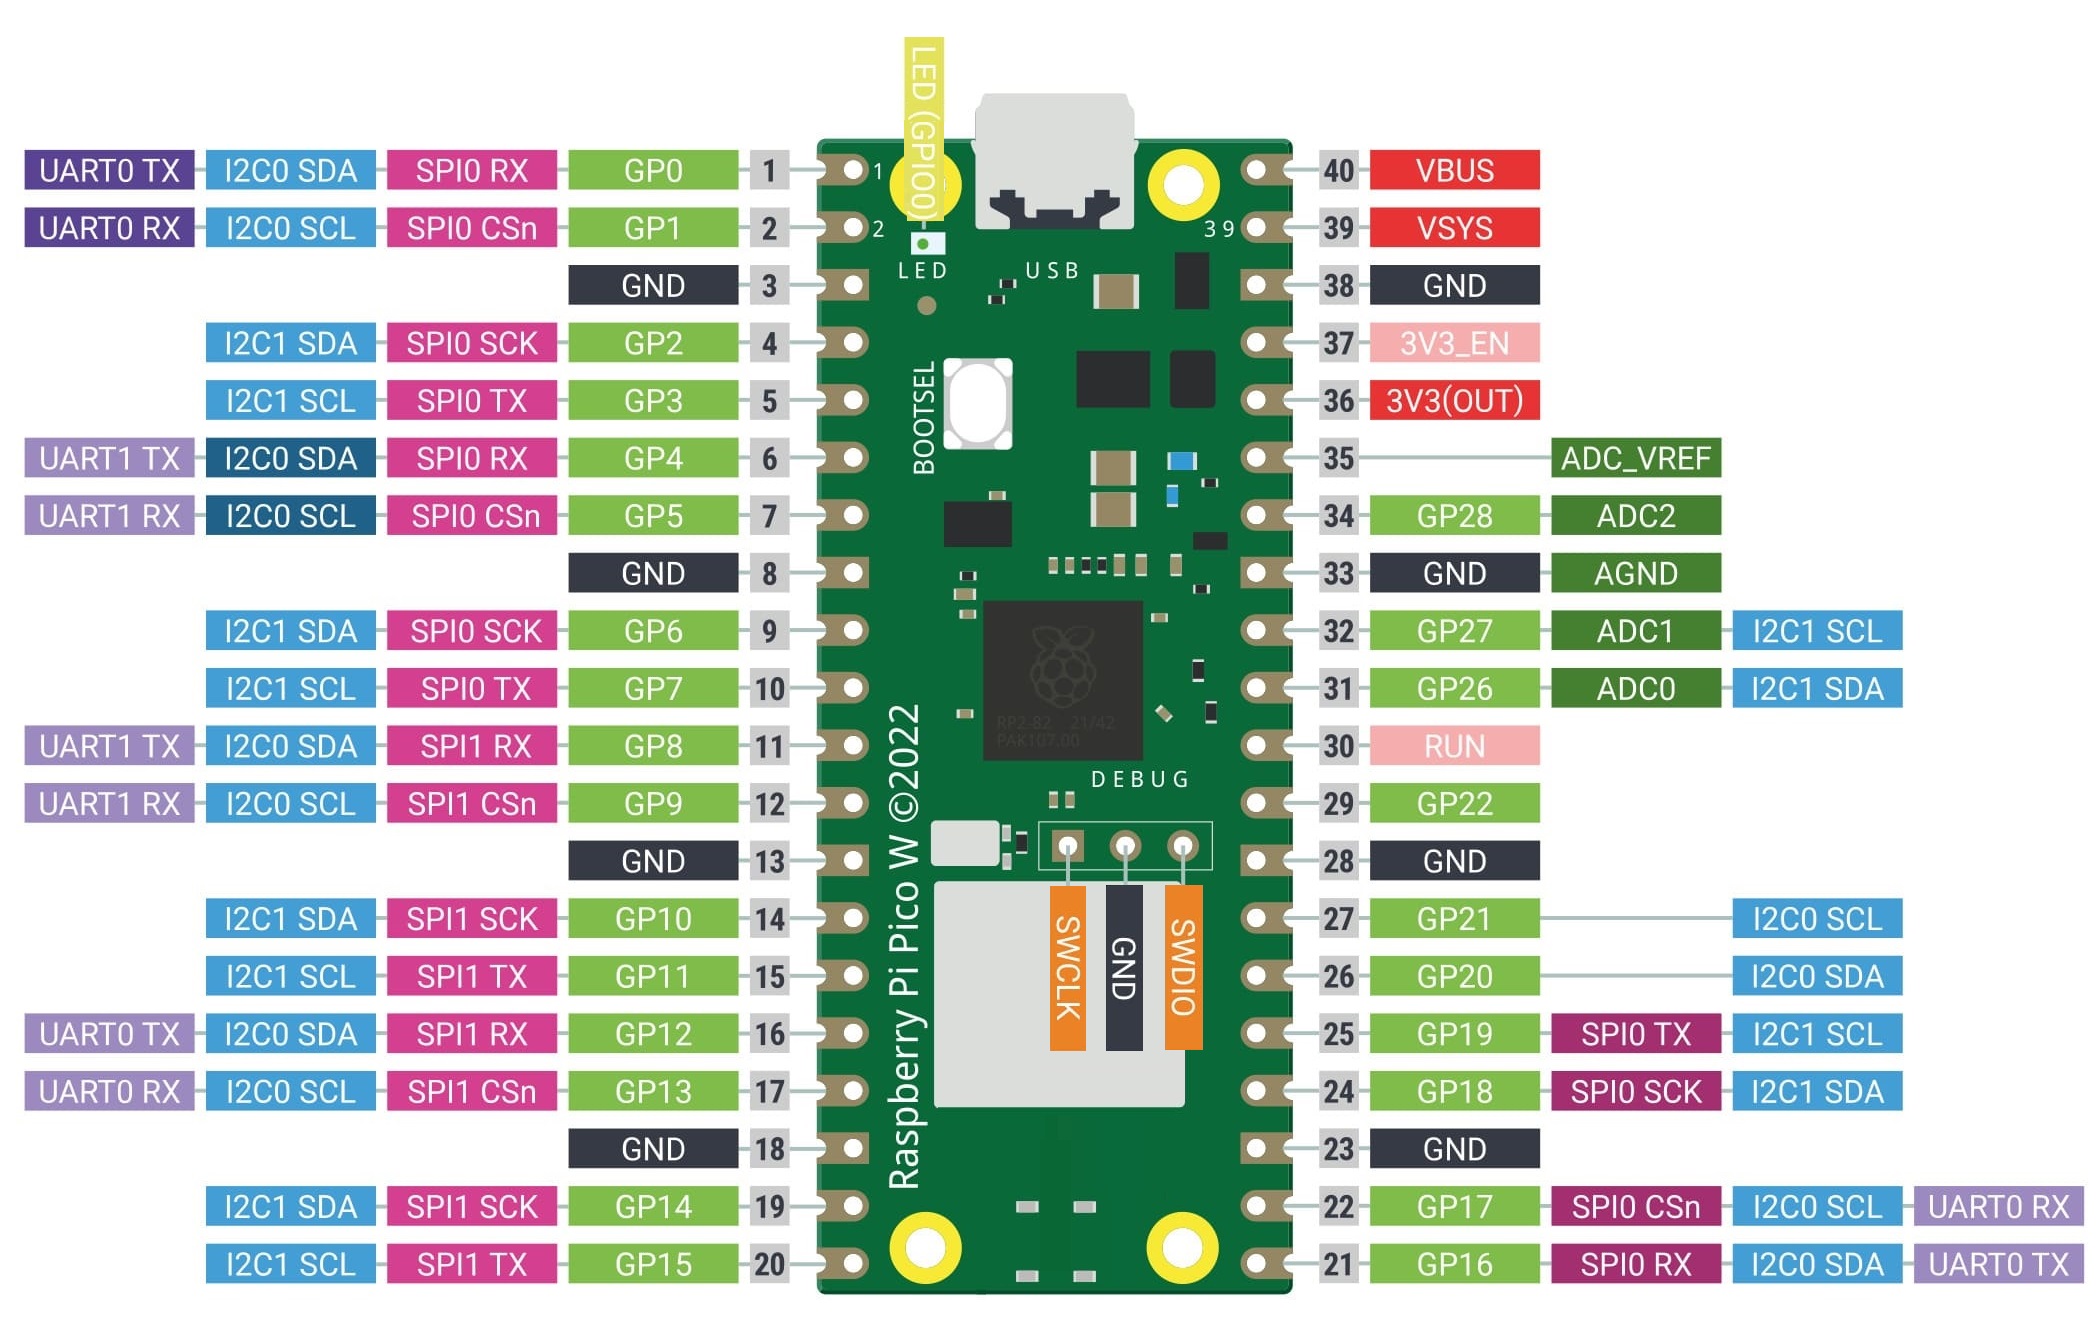 LED (GPIO0)
UART0 TX I2C0 SDA SPI0 RX GP0 1 1 40 VBUS
UART0 RX I2C0 SCL SPI0 CSn GP1 2 2 39 39 VSYS
LED USB
GND 3 38 GND
I2C1 SDA SPI0 SCK GP2 4 37 3V3_EN
I2C1 SCL SPI0 TX GP3 5 36 3V3(OUT)
BOOTSEL
UART1 TX I2C0 SDA SPI0 RX GP4 6 35 ADC_VREF
UART1 RX I2C0 SCL SPI0 CSn GP5 7 34 GP28 ADC2
GND 8 33 GND AGND
I2C1 SDA SPI0 SCK GP6 9 32 GP27 ADC1 I2C1 SCL
I2C1 SCL SPI0 TX GP7 10 31 GP26 ADC0 I2C1 SDA
RP2-82 21/42
PAK107.00
UART1 TX I2C0 SDA SPI1 RX GP8 11 30 RUN
DEBUG
UART1 RX I2C0 SCL SPI1 CSn GP9 12 29 GP22
GND 13 28 GND
SWCLK GND SWDIO
Raspberry Pi Pico W ©2022
I2C1 SDA SPI1 SCK GP10 14 27 GP21 I2C0 SCL
I2C1 SCL SPI1 TX GP11 15 26 GP20 I2C0 SDA
UART0 TX I2C0 SDA SPI1 RX GP12 16 25 GP19 SPI0 TX I2C1 SCL
UART0 RX I2C0 SCL SPI1 CSn GP13 17 24 GP18 SPI0 SCK I2C1 SDA
GND 18 23 GND
I2C1 SDA SPI1 SCK GP14 19 22 GP17 SPI0 CSn I2C0 SCL UART0 RX
I2C1 SCL SPI1 TX GP15 20 21 GP16 SPI0 RX I2C0 SDA UART0 TX